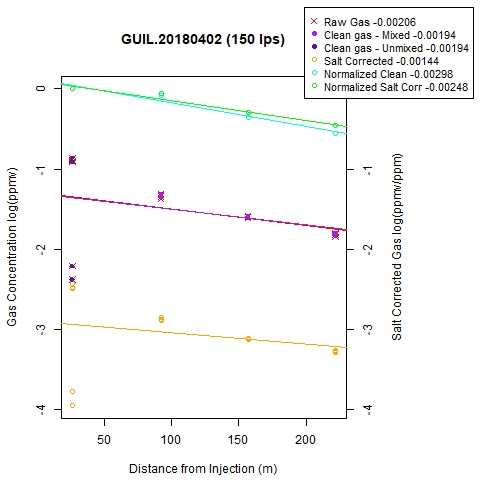 GUIL.20180402 (150 lps)
Raw Gas -0.00206
Clean gas - Mixed -0.00194
Clean gas - Unmixed -0.00194
Salt Corrected -0.00144
Normalized Clean -0.00298
Normalized Salt Corr -0.00248
Gas Concentration log(ppmv)
0
-1
-2
-3
-4
0
-1
-2
-3
-4
Salt Corrected Gas log(ppmv/ppm)
50 100 150 200
Distance from Injection (m)